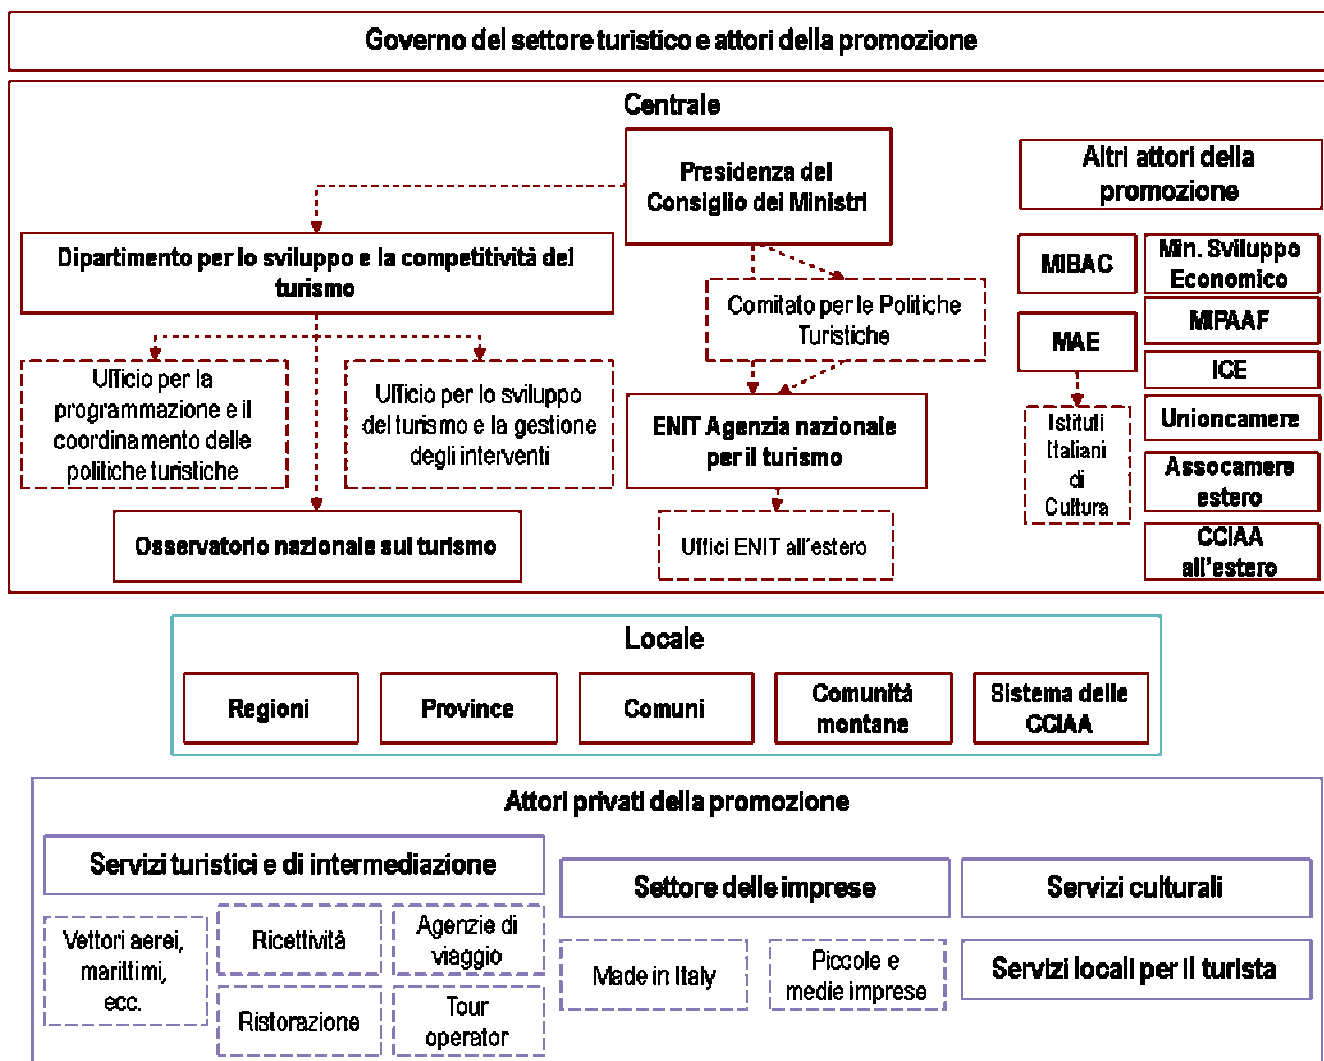 Governo del settore turistico e attori della promozione
Centrale
Presidenza del
Consiglio dei Ministri
Altri attori della
promozione
Dipartimento per lo sviluppo e la competitività del
turismo
MIBAC
Min. Sviluppo
Economico
Comitato per le Politiche
Turistiche
MIPAAF
MAE
ICE
Ufficio per la
programmazione e il
coordinamento delle
politiche turistiche
Ufficio per lo sviluppo
del turismo e la gestione
degli interventi
ENIT Agenzia nazionale
per il turismo
Istituti
Italiani
di
Cultura
Unioncamere
Assocamere
estero
Osservatorio nazionale sul turismo
Uffici ENIT all'estero
CCIAA
all'estero
Locale
Regioni
Province
Comuni
Comunità
montane
Sistema delle
CCIAA
Attori privati della promozione
Servizi turistici e di intermediazione
Settore delle imprese
Servizi culturali
Vettori aerei,
marittimi,
ecc.
Ricettività
Agenzie di
viaggio
Ristorazione
Tour
operator
Made in Italy
Piccole e
medie imprese
Servizi locali per il turista